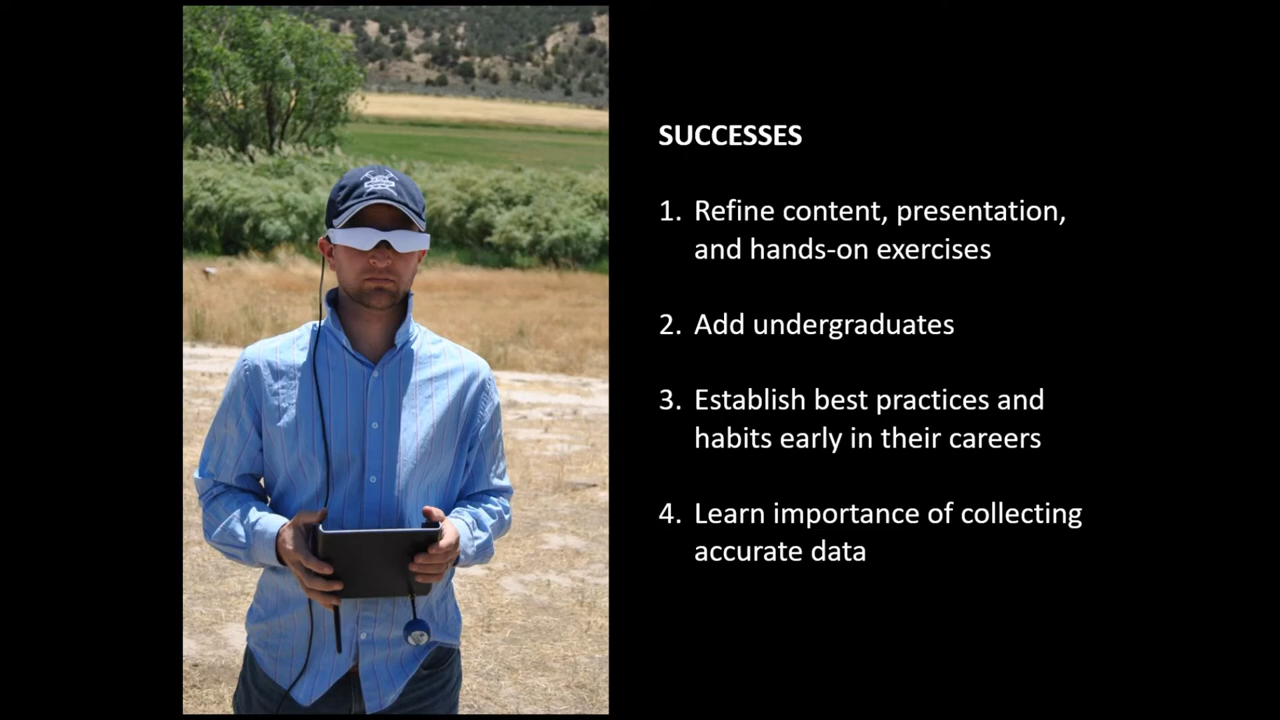 SUCCESSES
1. Refine content, presentation,
and hands-on exercises
2. Add undergraduates
3. Establish best practices and
habits early in their careers
4. Learn importance of collecting
accurate data